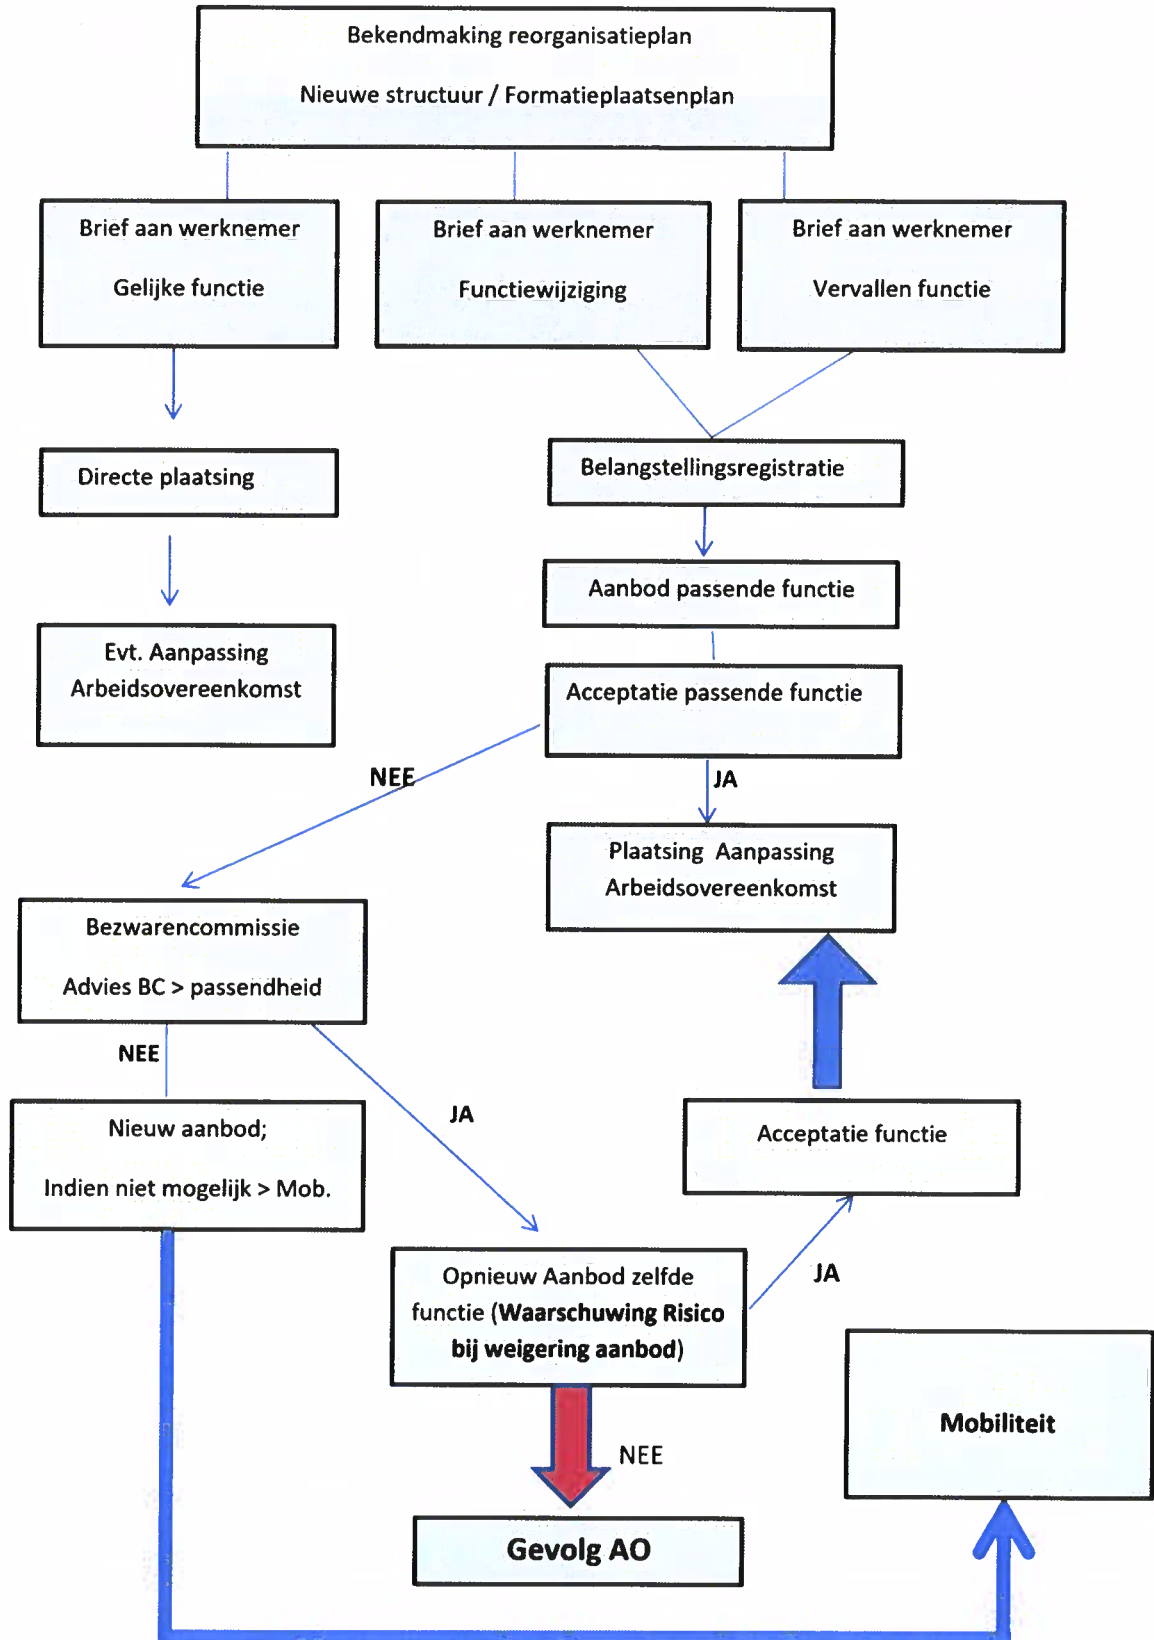 Bekendmaking reorganisatieplan
Nieuwe structuur / Formatieplaatsenplan
Brief aan werknemer
Gelijke functie
Brief aan werknemer
Functiewijziging
Brief aan werknemer
Vervallen functie
Directe plaatsing
Belangstellingsregistratie
Aanbod passende functie
Evt. Aanpassing
Arbeidsovereenkomst
Acceptatie passende functie
NEE
JA
Plaatsing Aanpassing
Arbeidsovereenkomst
Bezwarencommissie
Advies BC > passendheid
NEE
JA
Nieuw aanbod;
Indien niet mogelijk > Mob.
Acceptatie functie
Opnieuw Aanbod zelfde
functie (Waarschuwing Risico
bij weigering aanbod)
JA
Mobiliteit
NEE
Gevolg AO